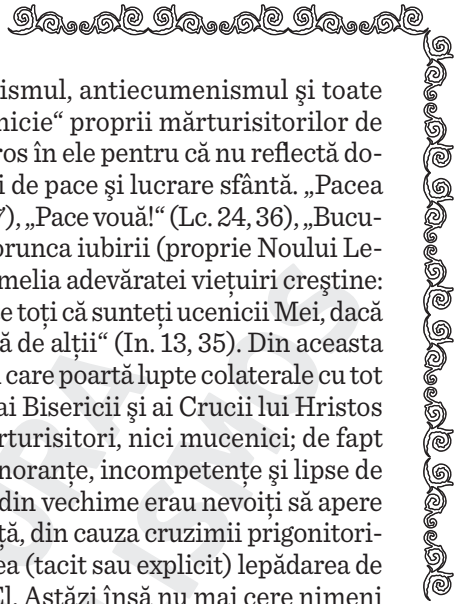 ismul, antiecumenismul şi toate
nicie“ proprii mărturisitorilor de
ros în ele pentru că nu reflectă do-
i de pace şi lucrare sfântă. „Pacea
7), „Pace vouă!“ (Lc. 24, 36), „Bucu-
orunca iubirii (proprie Noului Le-
melia adevăratei vieţuiri creştine:
e toţi că sunteţi ucenicii Mei, dacă
ă de alţii“ (In. 13, 35). Din aceasta
care poartă lupte colaterale cu tot
ai Bisericii şi ai Crucii lui Hristos
rturisitori, nici mucenici; de fapt
noranţe, incompetenţe şi lipse de
din vechime erau nevoiţi să apere
ţă, din cauza cruzimii prigonitori-
ea (tacit sau explicit) lepădarea de
El. Astăzi însă nu mai cere nimeni